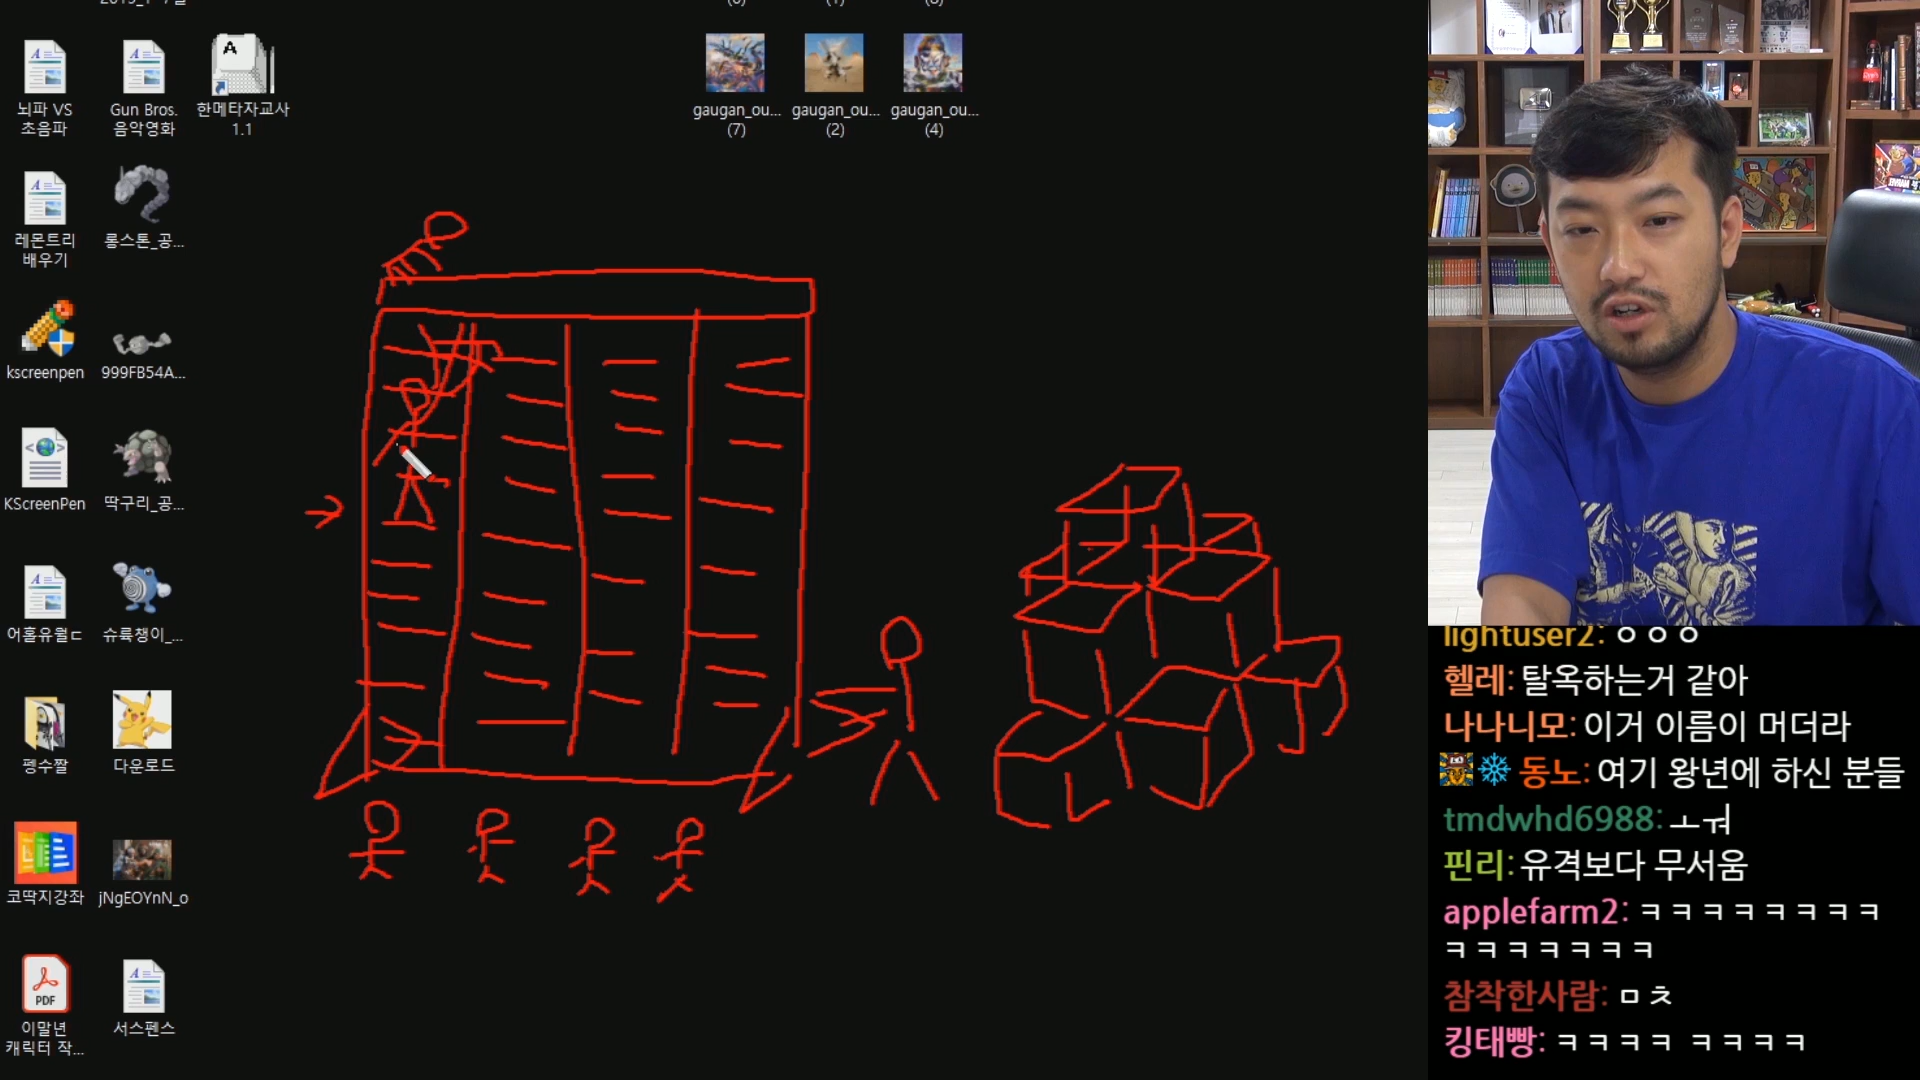 뇌파 VS
초음파
Gun Bros.
음악영화
한메타자교사
1.1
gaugan_ou...
(7)
gaugan_ou...
(2)
gaugan_ou...
(4)
레몬트리
배우기
롱스톤_공...
kscreenpen
999FB54A...
KScreenPen
딱구리_공...
어홀유월ㄷ
슈륙챙이_...
펭수짤
다운로드
코딱지강좌
jNgEOYnN_o
PDF
이말년
캐릭터 작...
서스펜스
lightuser2: ㅇㅇㅇ
헬레: 탈옥하는거 같아
나나니모: 이거 이름이 머더라
동노: 여기 왕년에 하신 분들
tmdwhd6988: ㅗㅝ
핀리: 유격보다 무서움
applefarm2: ㅋㅋㅋㅋㅋㅋㅋㅋ
ㅋㅋㅋㅋㅋㅋㅋ
참착한사람: ㅁㅊ
킹태빵: ㅋㅋㅋㅋ ㅋㅋㅋㅋ